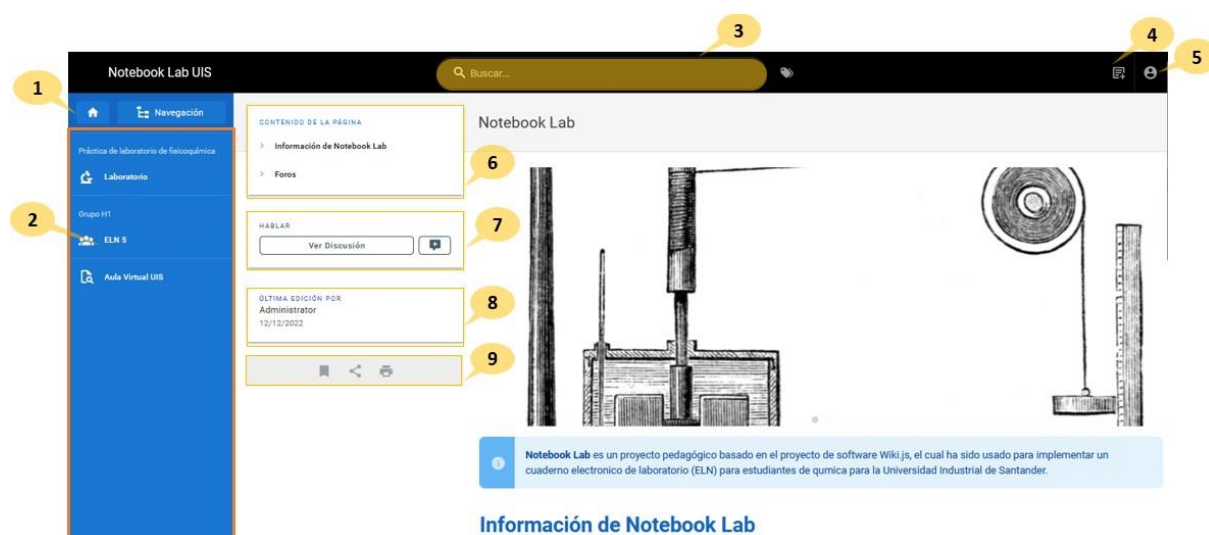 3
4
5
Notebook Lab UIS
Buscar...
1
Navegación
CONTENIDO DE LA PÁGINA
Notebook Lab
Información de Notebook Lab
Foros
6
Práctica de laboratorio de fisicoquímica
Laboratorio
Grupo H1
2
ELN 5
HABLAR
Ver Discusión
7
Aula Virtual UIS
ÚLTIMA EDICIÓN POR
Administrator
12/12/2022
8
9
Notebook Lab es un proyecto pedagógico basado en el proyecto de software Wiki.js, el cual ha sido usado para implementar un
cuaderno electronico de laboratorio (ELN) para estudiantes de qumica para la Universidad Industrial de Santander.
Información de Notebook Lab